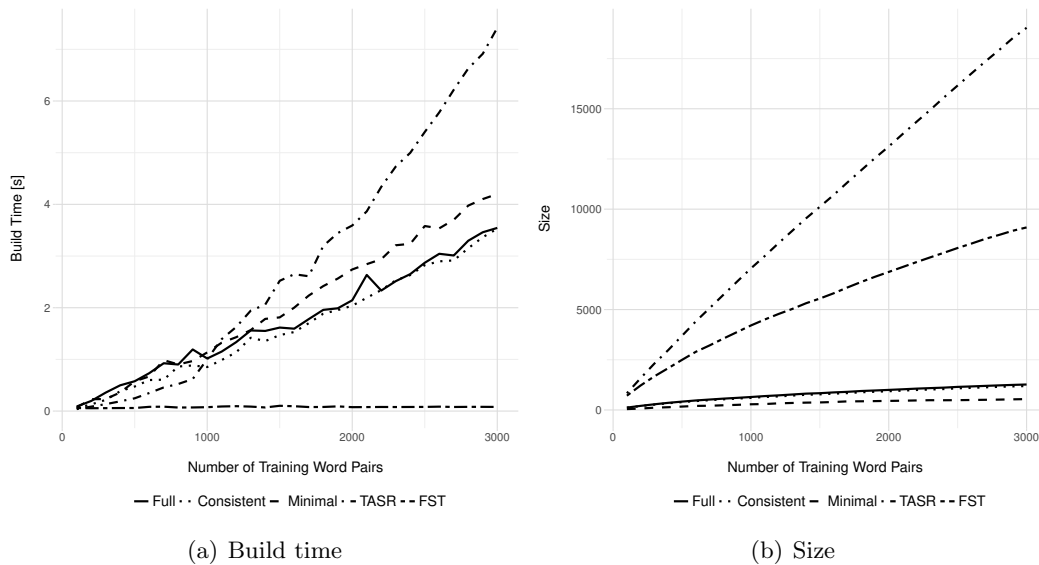 6
4
2
0
Build Time [s]
0 1000 2000 3000
Number of Training Word Pairs
Full Consistent Minimal TASR FST
(a) Build time
15000
10000
5000
0
Size
0 1000 2000 3000
Number of Training Word Pairs
Full Consistent Minimal TASR FST
(b) Size